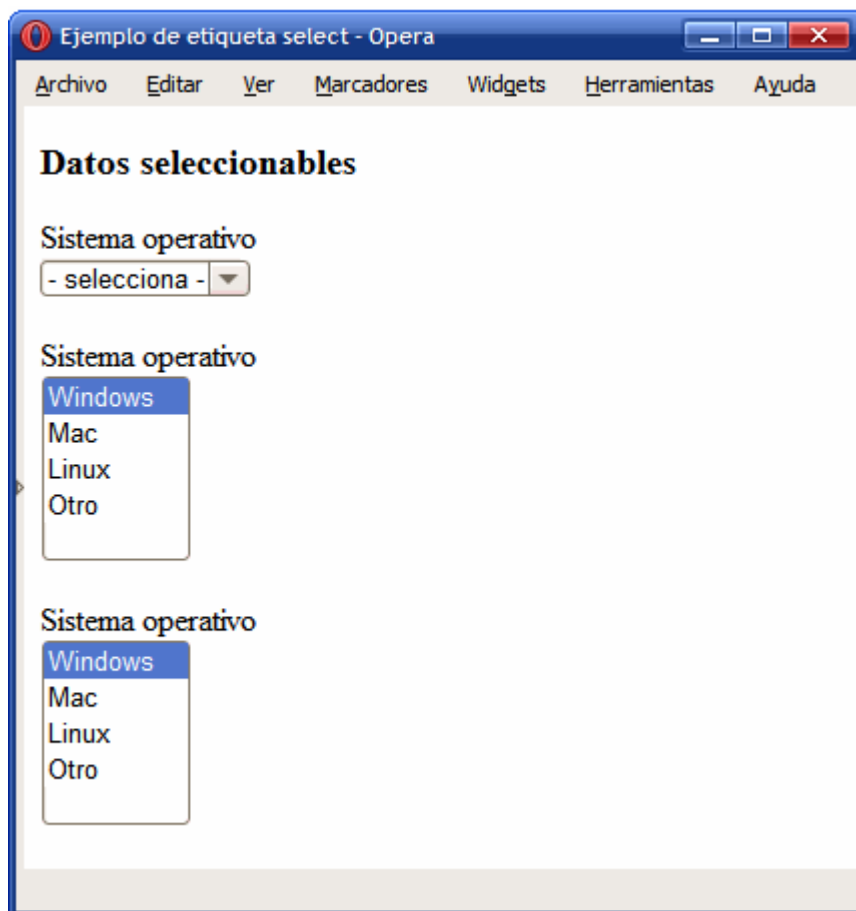 Ejemplo de etiqueta select - Opera
Archivo Editar Ver Marcadores Widgets Herramientas Ayuda
Datos seleccionables
Sistema operativo
- selecciona -
Sistema operativo
Windows
Mac
Linux
Otro
Sistema operativo
Windows
Mac
Linux
Otro